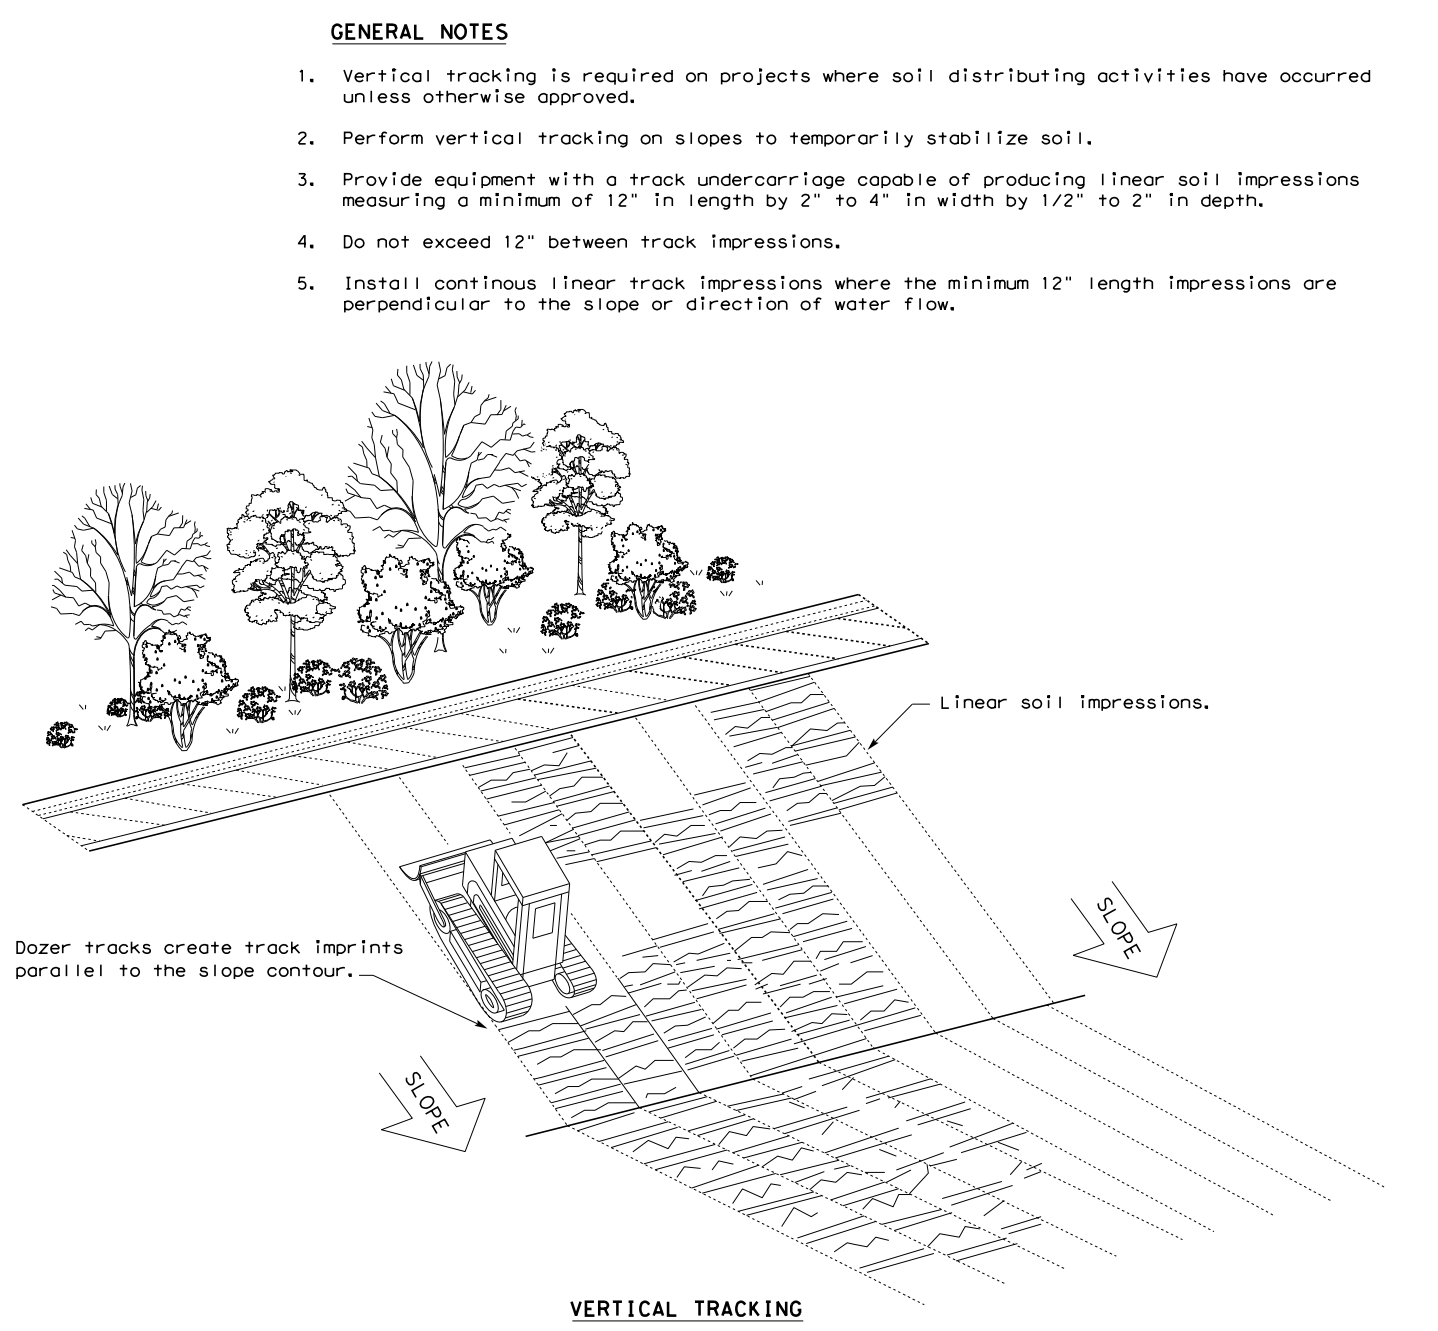 GENERAL NOTES
1. Vertical tracking is required on projects where soil distributing activities have occurred
unless otherwise approved.
2. Perform vertical tracking on slopes to temporarily stabilize soil.
3. Provide equipment with a track undercarriage capable of producing linear soil impressions
measuring a minimum of 12" in length by 2" to 4" in width by 1/2" to 2" in depth.
4. Do not exceed 12" between track impressions.
5. Install continous linear track impressions where the minimum 12" length impressions are
perpendicular to the slope or direction of water flow.
Linear soil impressions.
SLOPE
Dozer tracks create track imprints
parallel to the slope contour.
SLOPE
VERTICAL TRACKING